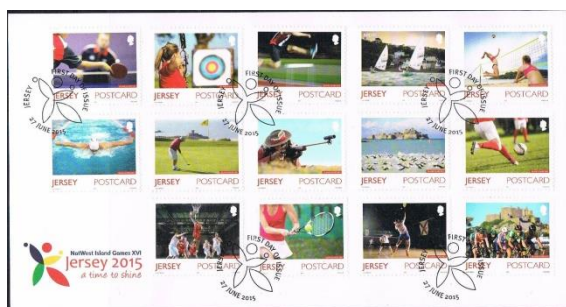 JERSEY POSTCARD JERSEY POSTCARD JERSEY POSTCARD JERSEY POSTCARD JERSEY POSTCARD
FIRST DAY OF ISSUE
JERSEY
27 JUNE 2015
FIRST DAY OF ISSUE
JERSEY
27 JUNE 2015
FIRST DAY OF ISSUE
JERSEY
27 JUNE 2015
JERSEY POSTCARD JERSEY POSTCARD JERSEY POSTCARD JERSEY POSTCARD JERSEY POSTCARD
JERSEY POSTCARD JERSEY POSTCARD JERSEY POSTCARD JERSEY POSTCARD
FIRST DAY OF ISSUE
JERSEY
27 JUNE 2015
FIRST DAY OF ISSUE
JERSEY
27 JUNE 2015
NatWest Island Games XVI
Jersey 2015
a time to shine